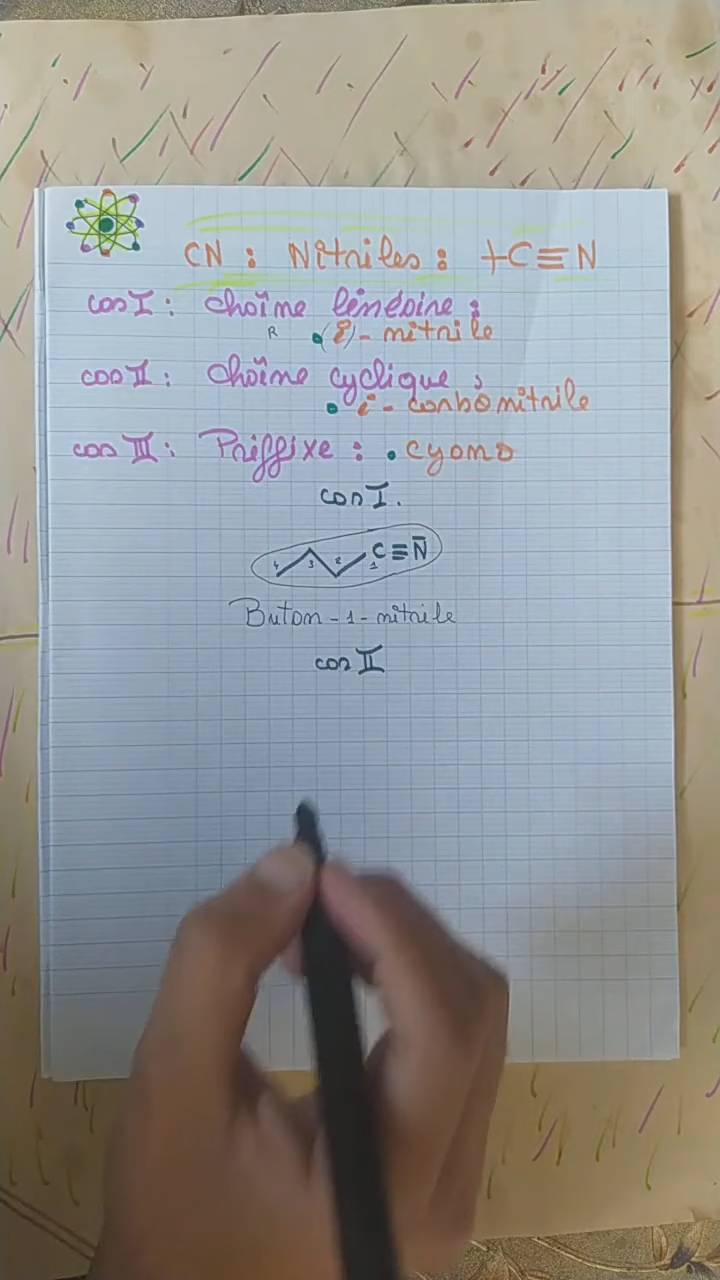 CN : Nitriles : +C≡N
cas I : chaîne linéaire :
R (i)-nitrile
cas II : chaîne cyclique :
i-carbonitrile
cas III : Príffixe : . cyano
cas I.
4 3 2 1 C≡N
Butan-1-nitrile
cas II